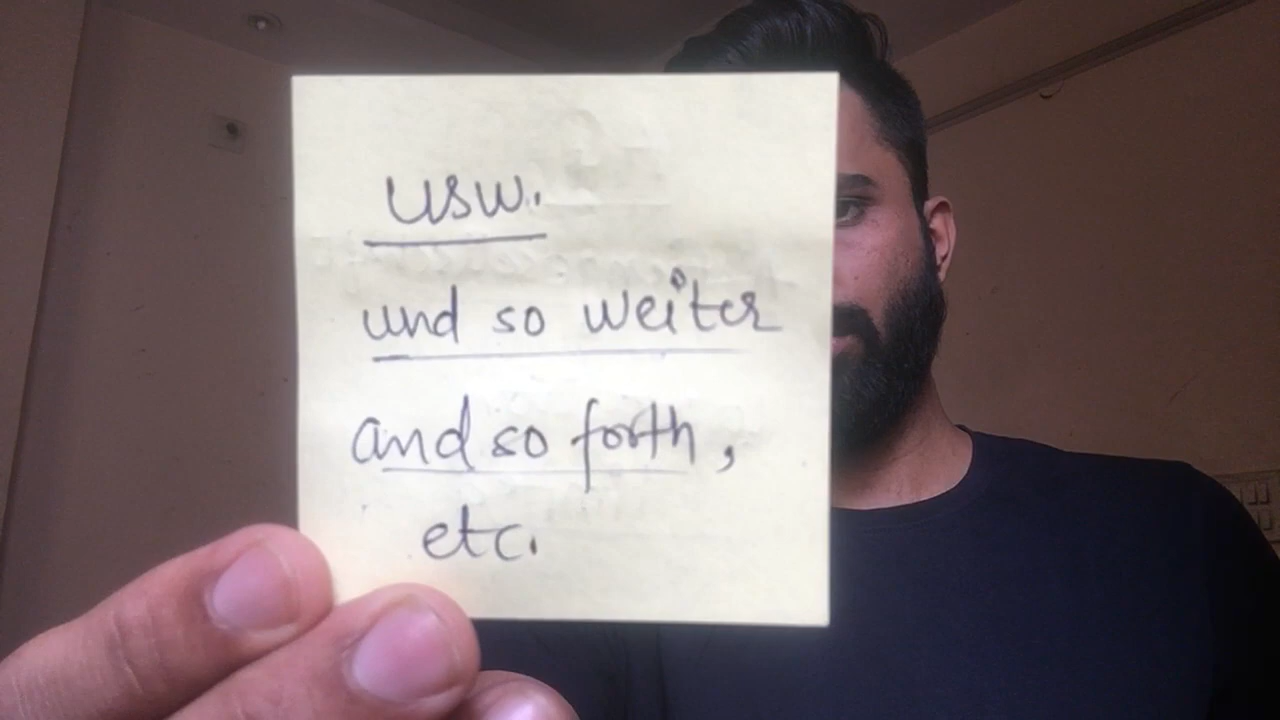 usw.
und so weiter
and so forth,
etc.